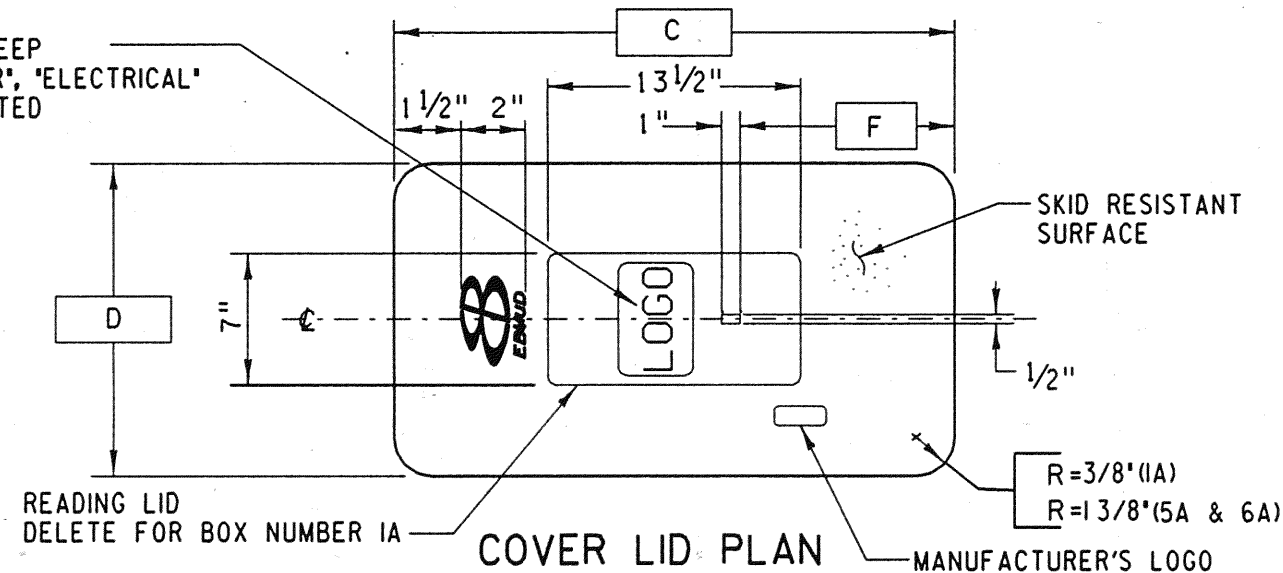 C
EEP
R", "ELECTRICAL"
TED
13 1/2"
1 1/2" 2"
1"
F
SKID RESISTANT
SURFACE
D
7"
℄
EBMUD
LOGO
1/2"
READING LID
DELETE FOR BOX NUMBER 1A
R=3/8"(1A)
R=1 3/8"(5A & 6A)
COVER LID PLAN
MANUFACTURER'S LOGO